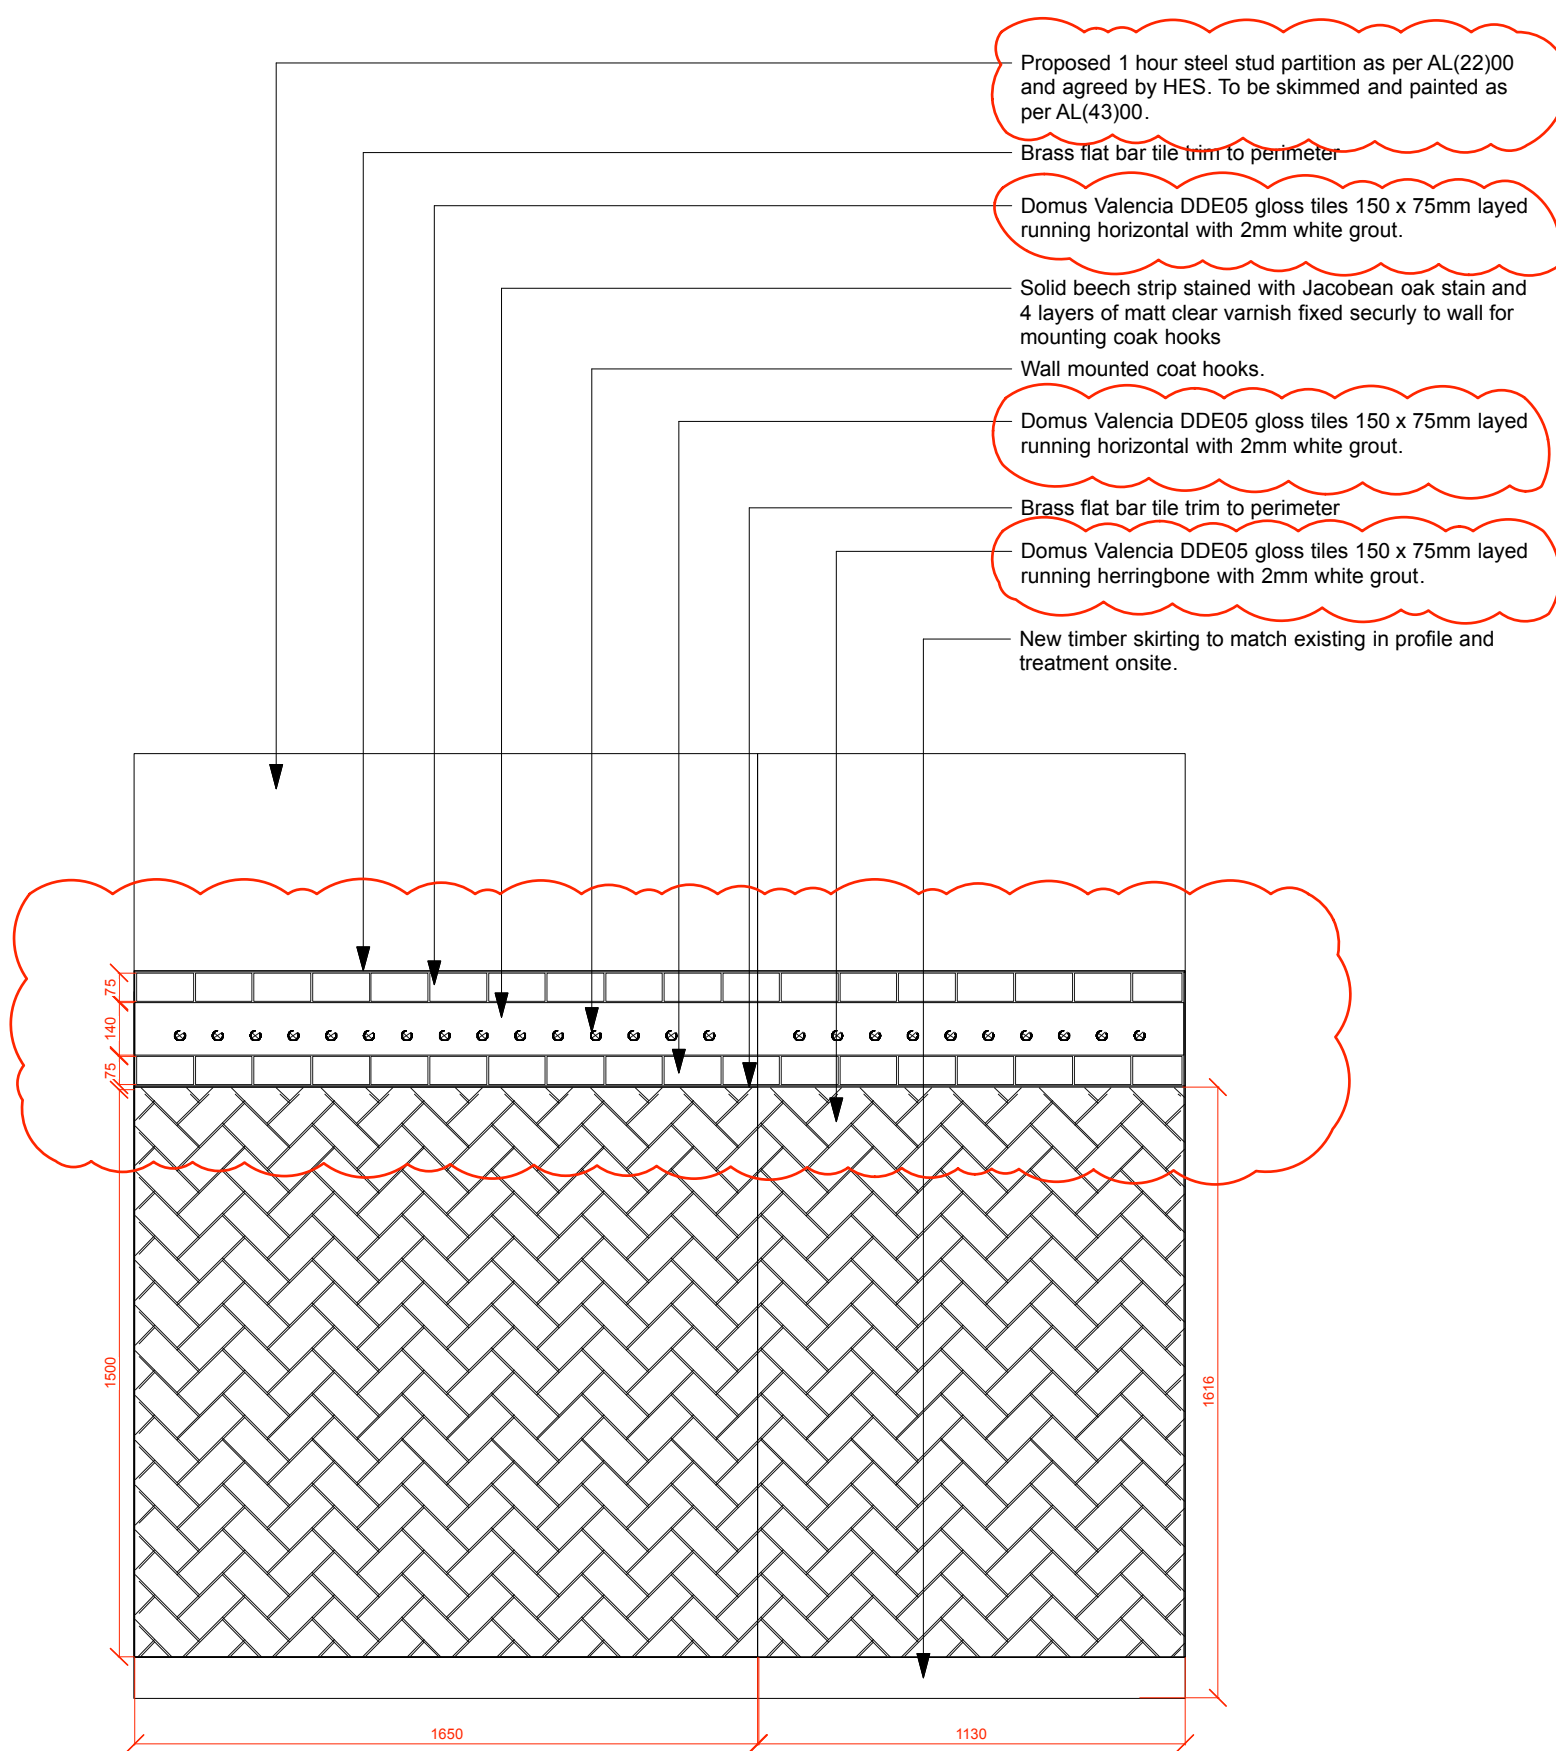 Proposed 1 hour steel stud partition as per AL(22)00
and agreed by HES. To be skimmed and painted as
per AL(43)00.
Brass flat bar tile trim to perimeter
Domus Valencia DDE05 gloss tiles 150 x 75mm layed
running horizontal with 2mm white grout.
Solid beech strip stained with Jacobean oak stain and
4 layers of matt clear varnish fixed securly to wall for
mounting coak hooks
Wall mounted coat hooks.
Domus Valencia DDE05 gloss tiles 150 x 75mm layed
running horizontal with 2mm white grout.
Brass flat bar tile trim to perimeter
Domus Valencia DDE05 gloss tiles 150 x 75mm layed
running herringbone with 2mm white grout.
New timber skirting to match existing in profile and
treatment onsite.
75
140
75
1500
1616
1650
1130